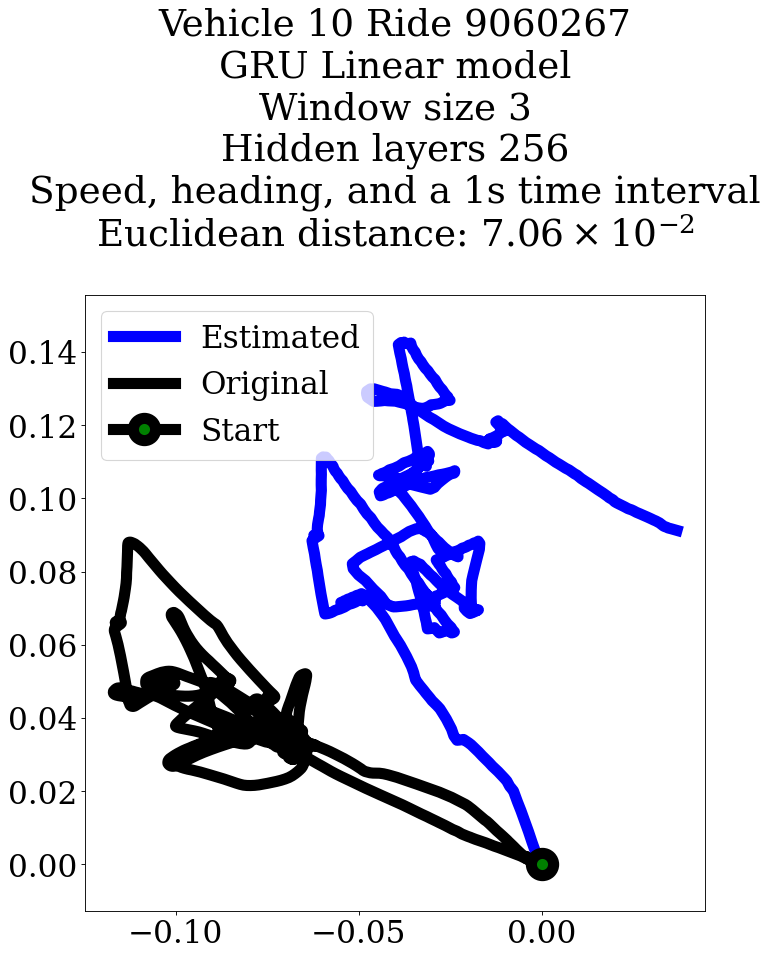 Vehicle 10 Ride 9060267
GRU Linear model
Window size 3
Hidden layers 256
Speed, heading, and a 1s time interval
Euclidean distance: 7.06 × 10⁻²
Estimated
Original
Start
0.14
0.12
0.10
0.08
0.06
0.04
0.02
0.00
−0.10 −0.05 0.00